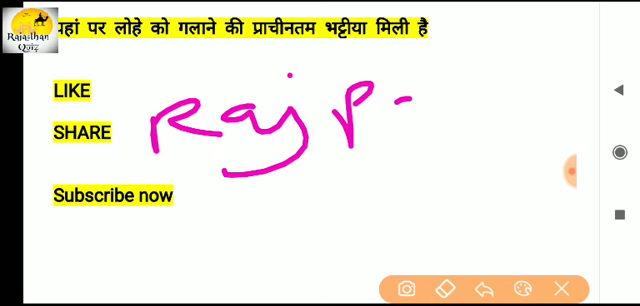 यहां पर लोहे को गलाने की प्राचीनतम भट्टीया मिली है
Rajasthan
Quiz
LIKE
Raj P -
SHARE
Subscribe now